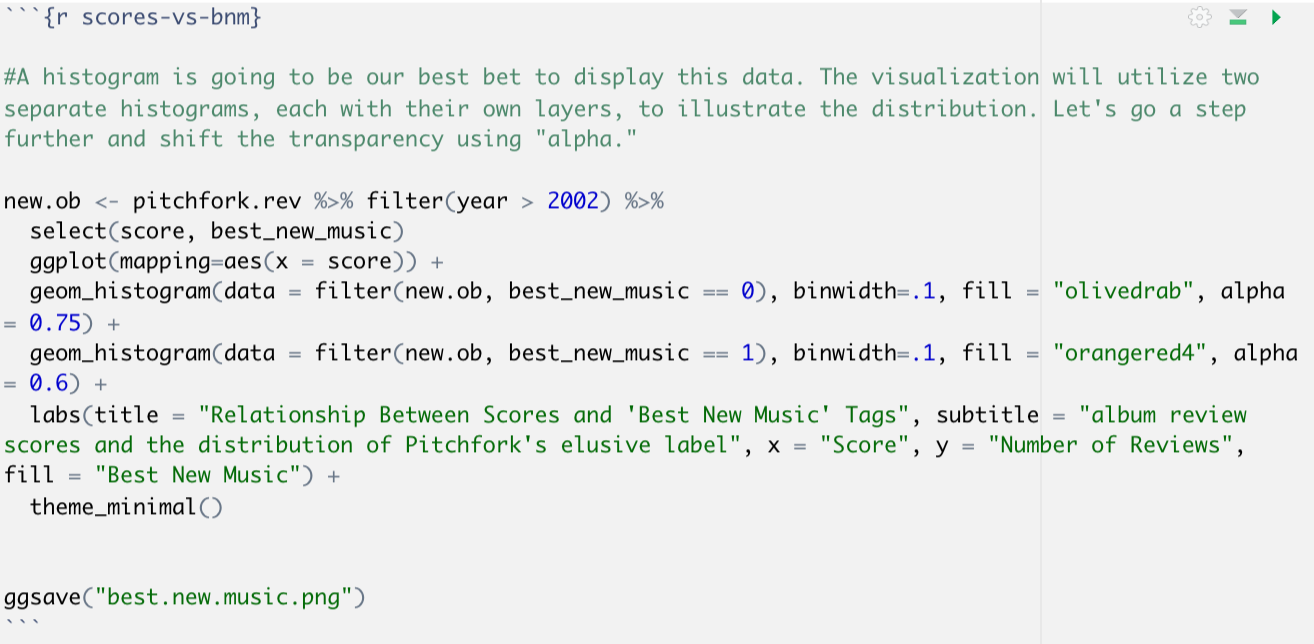 ```{r scores-vs-bnm}
#A histogram is going to be our best bet to display this data. The visualization will utilize two
separate histograms, each with their own layers, to illustrate the distribution. Let's go a step
further and shift the transparency using "alpha."
new.ob <- pitchfork.rev %>% filter(year > 2002) %>%
  select(score, best_new_music)
  ggplot(mapping=aes(x = score)) +
  geom_histogram(data = filter(new.ob, best_new_music == 0), binwidth=.1, fill = "olivedrab", alpha
= 0.75) +
  geom_histogram(data = filter(new.ob, best_new_music == 1), binwidth=.1, fill = "orangered4", alpha
= 0.6) +
  labs(title = "Relationship Between Scores and 'Best New Music' Tags", subtitle = "album review
scores and the distribution of Pitchfork's elusive label", x = "Score", y = "Number of Reviews",
fill = "Best New Music") +
  theme_minimal()
ggsave("best.new.music.png")
```